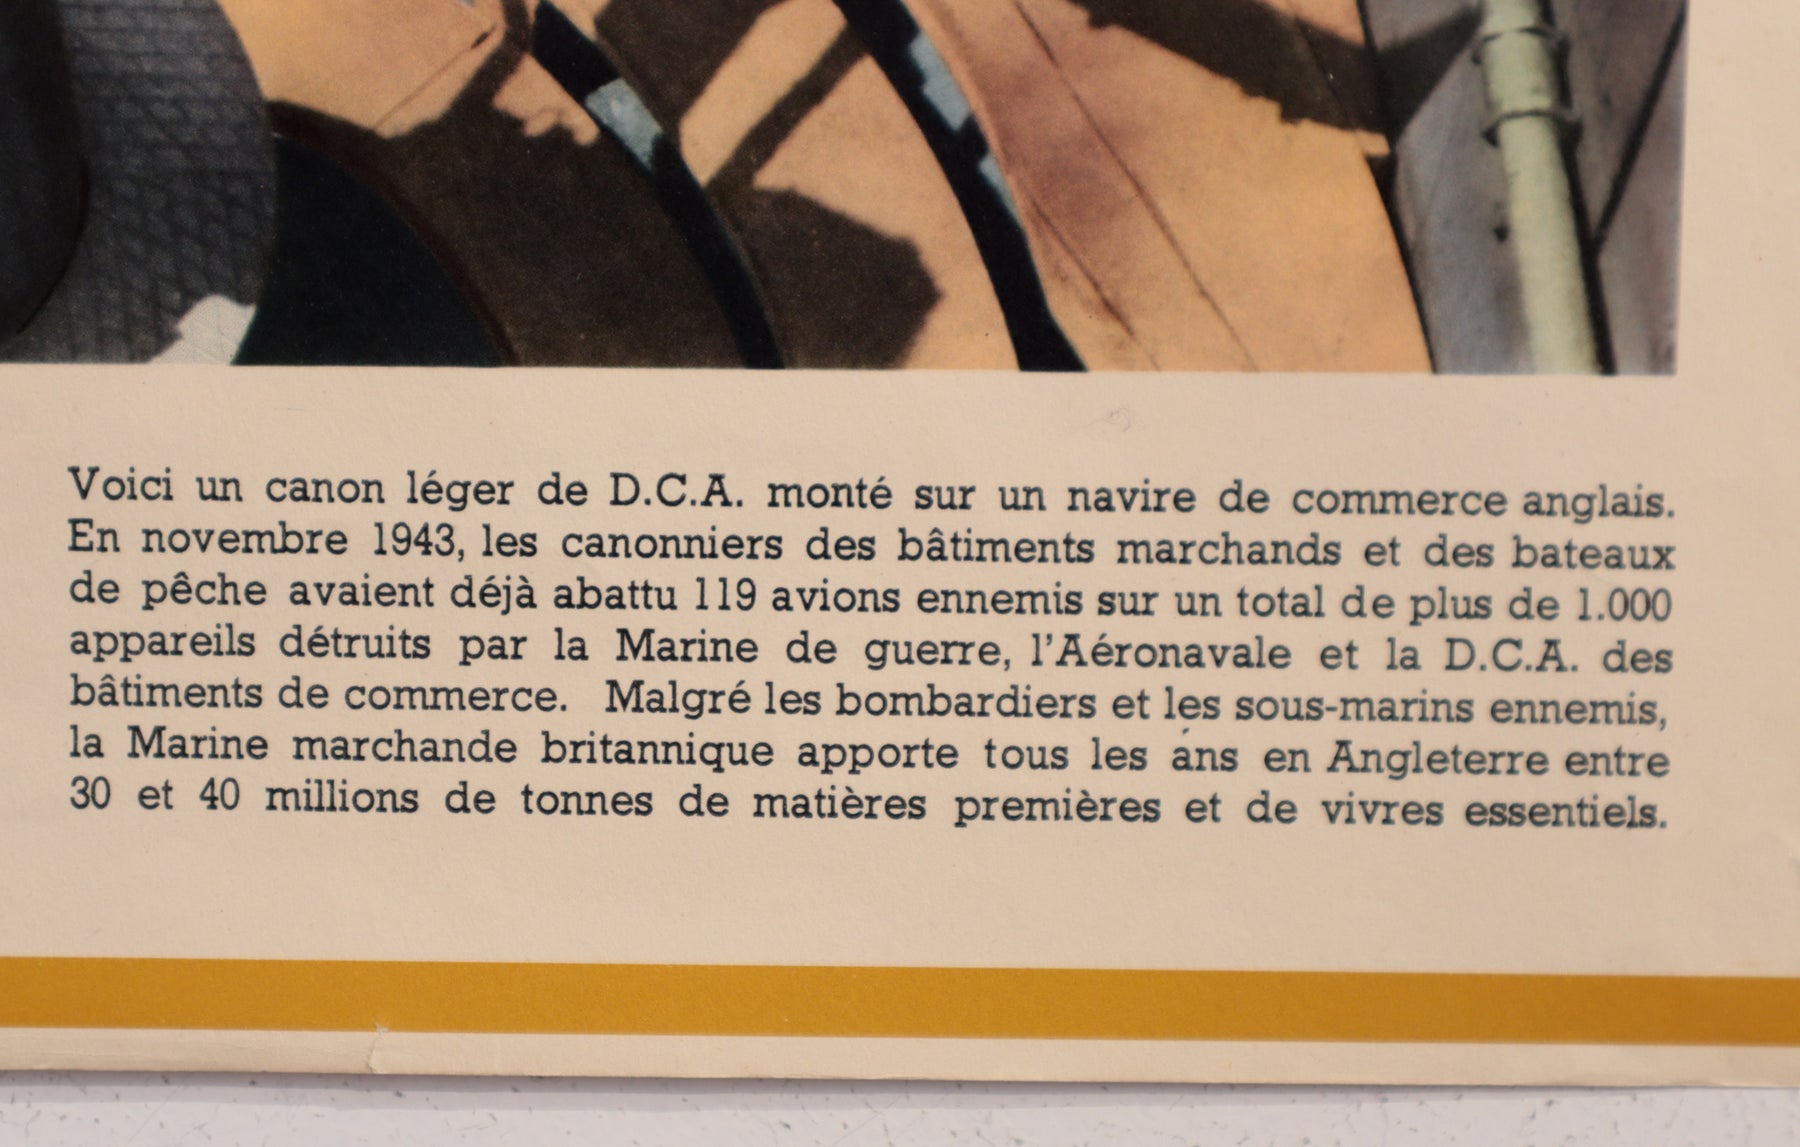 Voici un canon léger de D.C.A. monté sur un navire de commerce anglais.
En novembre 1943, les canonniers des bâtiments marchands et des bateaux
de pêche avaient déjà abattu 119 avions ennemis sur un total de plus de 1.000
appareils détruits par la Marine de guerre, l'Aéronavale et la D.C.A. des
bâtiments de commerce. Malgré les bombardiers et les sous-marins ennemis,
la Marine marchande britannique apporte tous les ans en Angleterre entre
30 et 40 millions de tonnes de matières premières et de vivres essentiels.